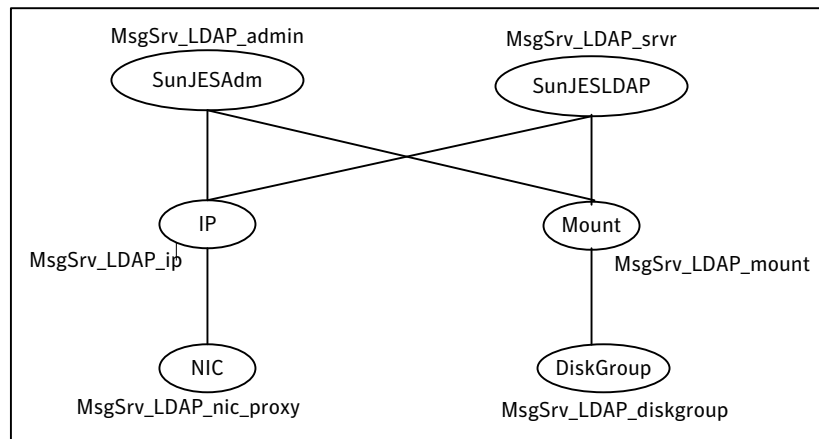 MsgSrv_LDAP_admin
SunJESAdm
MsgSrv_LDAP_srvr
SunJESLDAP
IP
MsgSrv_LDAP_ip
Mount
MsgSrv_LDAP_mount
NIC
MsgSrv_LDAP_nic_proxy
DiskGroup
MsgSrv_LDAP_diskgroup